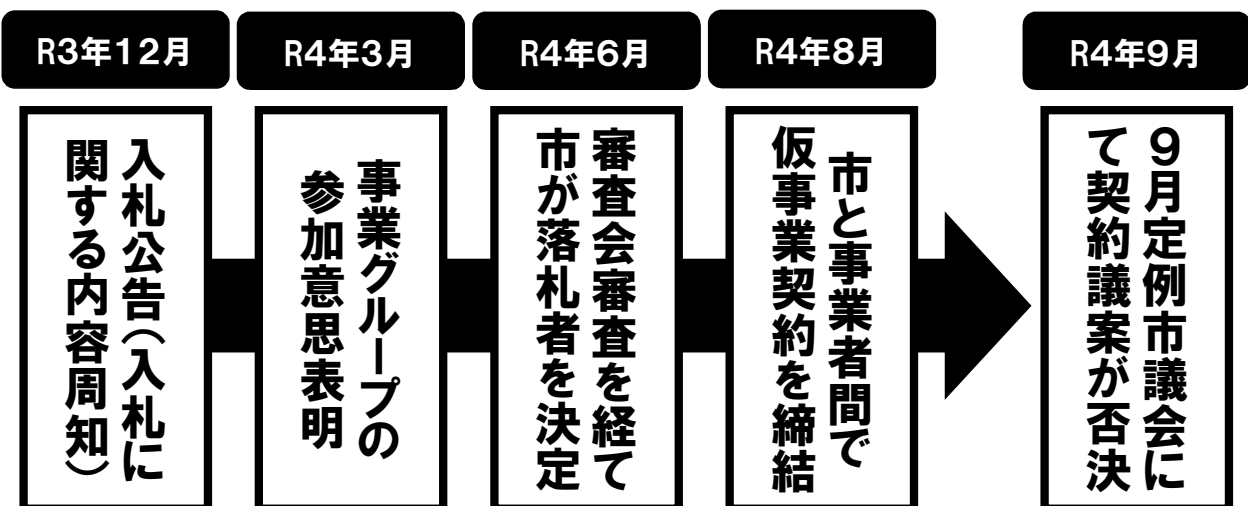 R3年12月
入札公告(入札に
関する内容周知)
R4年3月
事業グループの
参加意思表明
R4年6月
審査会審査を経て
市が落札者を決定
R4年8月
市と事業者間で
仮事業契約を締結
R4年9月
9月定例市議会に
て契約議案が否決